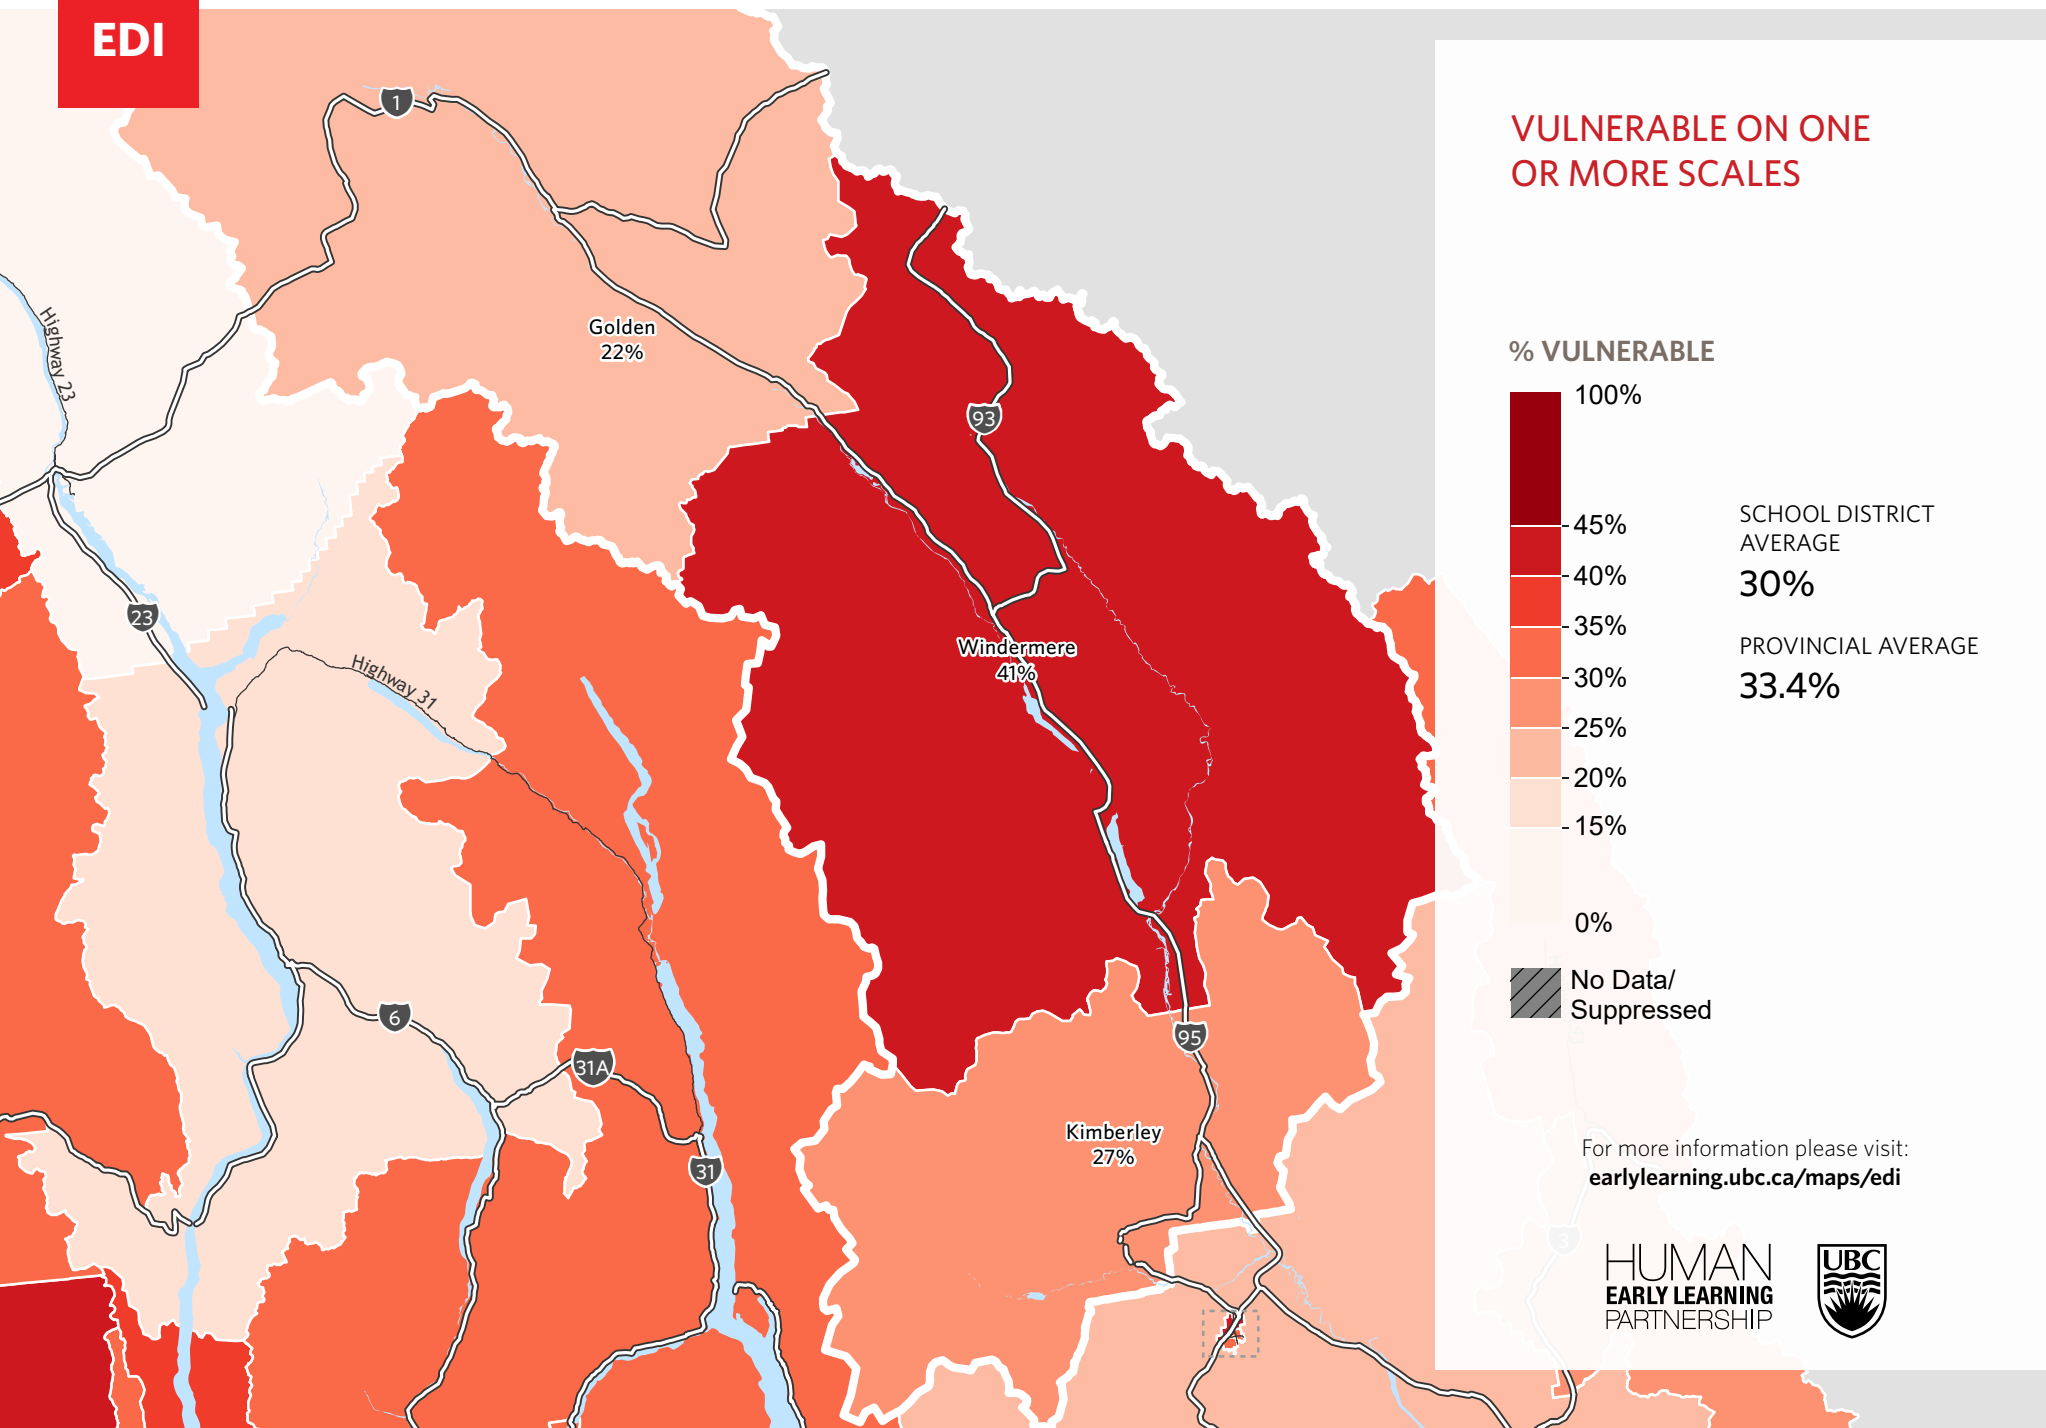 EDI
1
Highway 23
Golden
22%
93
23
Highway 31
Windermere
41%
6
31A
95
31
Kimberley
27%
VULNERABLE ON ONE
OR MORE SCALES
% VULNERABLE
100%
45%
40%
35%
30%
25%
20%
15%
0%
No Data/
Suppressed
SCHOOL DISTRICT
AVERAGE
30%
PROVINCIAL AVERAGE
33.4%
For more information please visit:
earlylearning.ubc.ca/maps/edi
3
HUMAN
EARLY LEARNING
PARTNERSHIP
UBC